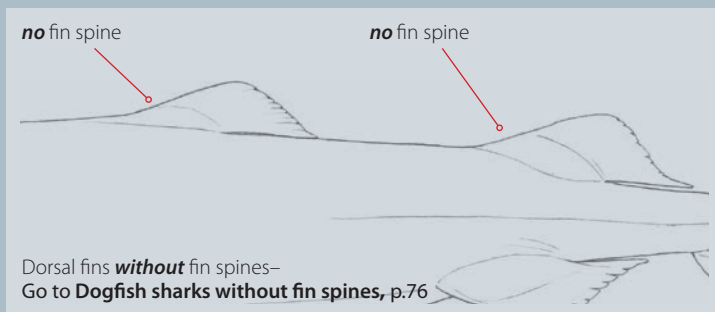 no fin spine
no fin spine
Dorsal fins without fin spines–
Go to Dogfish sharks without fin spines, p.76